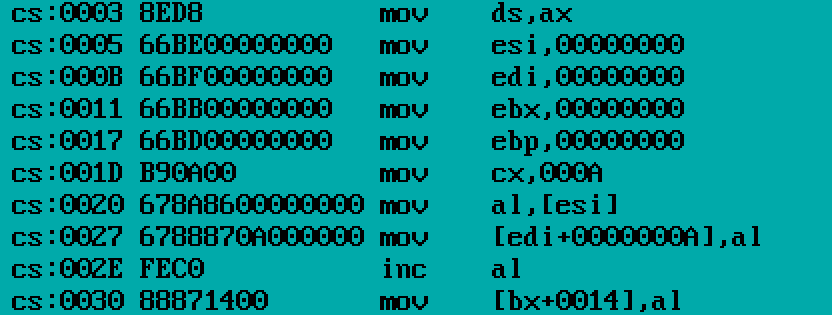 cs:0003 8ED8 mov ds,ax
cs:0005 66BE00000000 mov esi,00000000
cs:000B 66BF00000000 mov edi,00000000
cs:0011 66BB00000000 mov ebx,00000000
cs:0017 66BD00000000 mov ebp,00000000
cs:001D B90A00 mov cx,000A
cs:0020 678A8600000000 mov al,[esi]
cs:0027 6788870A000000 mov [edi+0000000A],al
cs:002E FEC0 inc al
cs:0030 88871400 mov [bx+0014],al